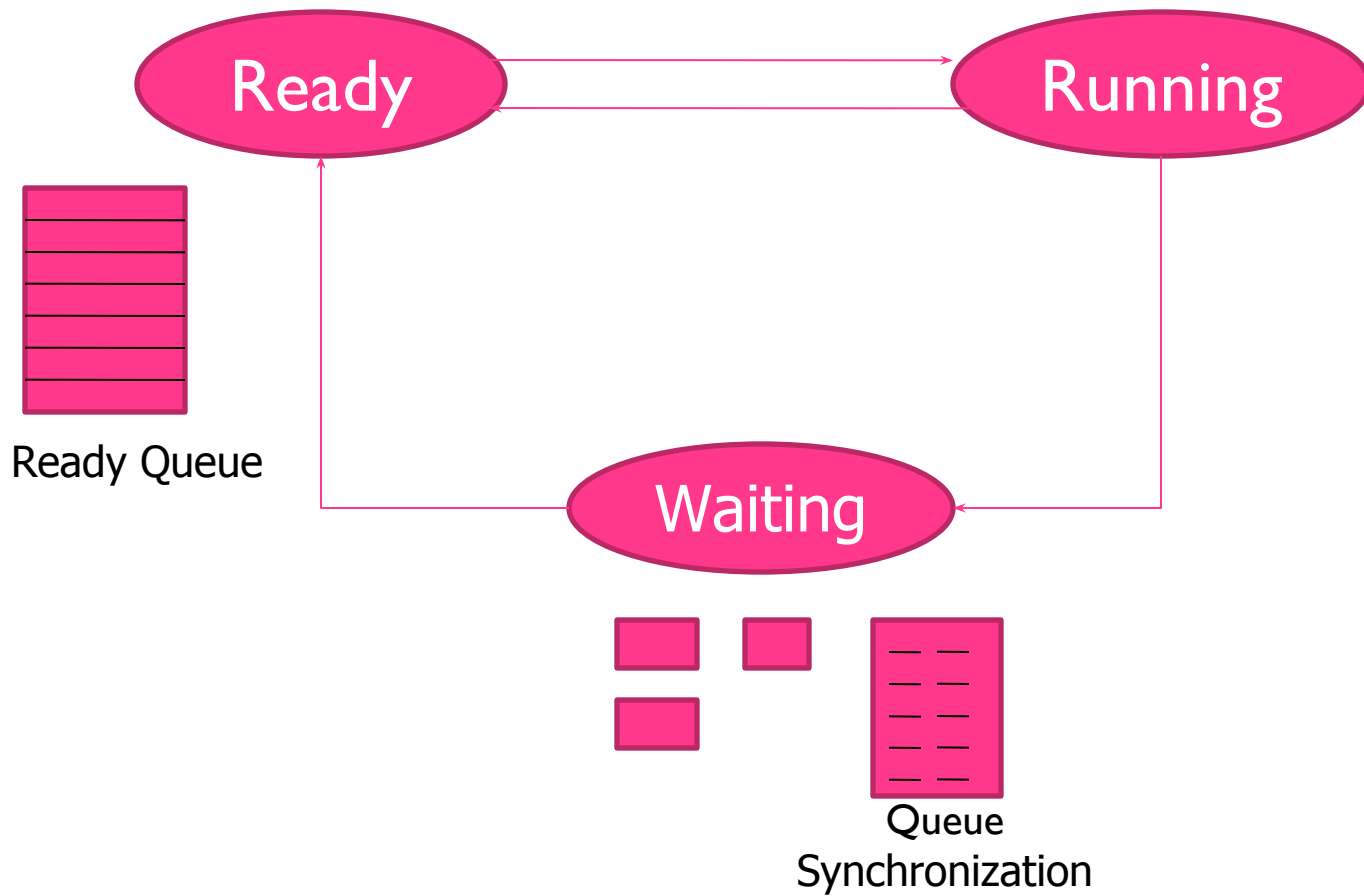 Ready
Running
Ready Queue
Waiting
Queue
Synchronization